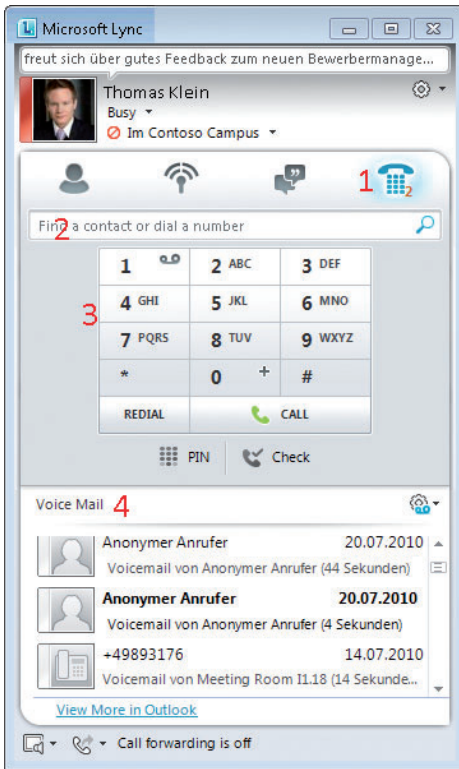 Microsoft Lync
freut sich über gutes Feedback zum neuen Bewerbermanage...
Thomas Klein
Busy
Im Contoso Campus
1
2
2
Find a contact or dial a number
3
1
2 ABC
3 DEF
4 GHI
5 JKL
6 MNO
7 PQRS
8 TUV
9 WXYZ
*
0 +
#
REDIAL
CALL
PIN
Check
Voice Mail 4
Anonymer Anrufer 20.07.2010
Voicemail von Anonymer Anrufer (44 Sekunden)
Anonymer Anrufer 20.07.2010
Voicemail von Anonymer Anrufer (4 Sekunden)
+49893176 14.07.2010
Voicemail von Meeting Room I1.18 (14 Sekunde...
View More in Outlook
Call forwarding is off